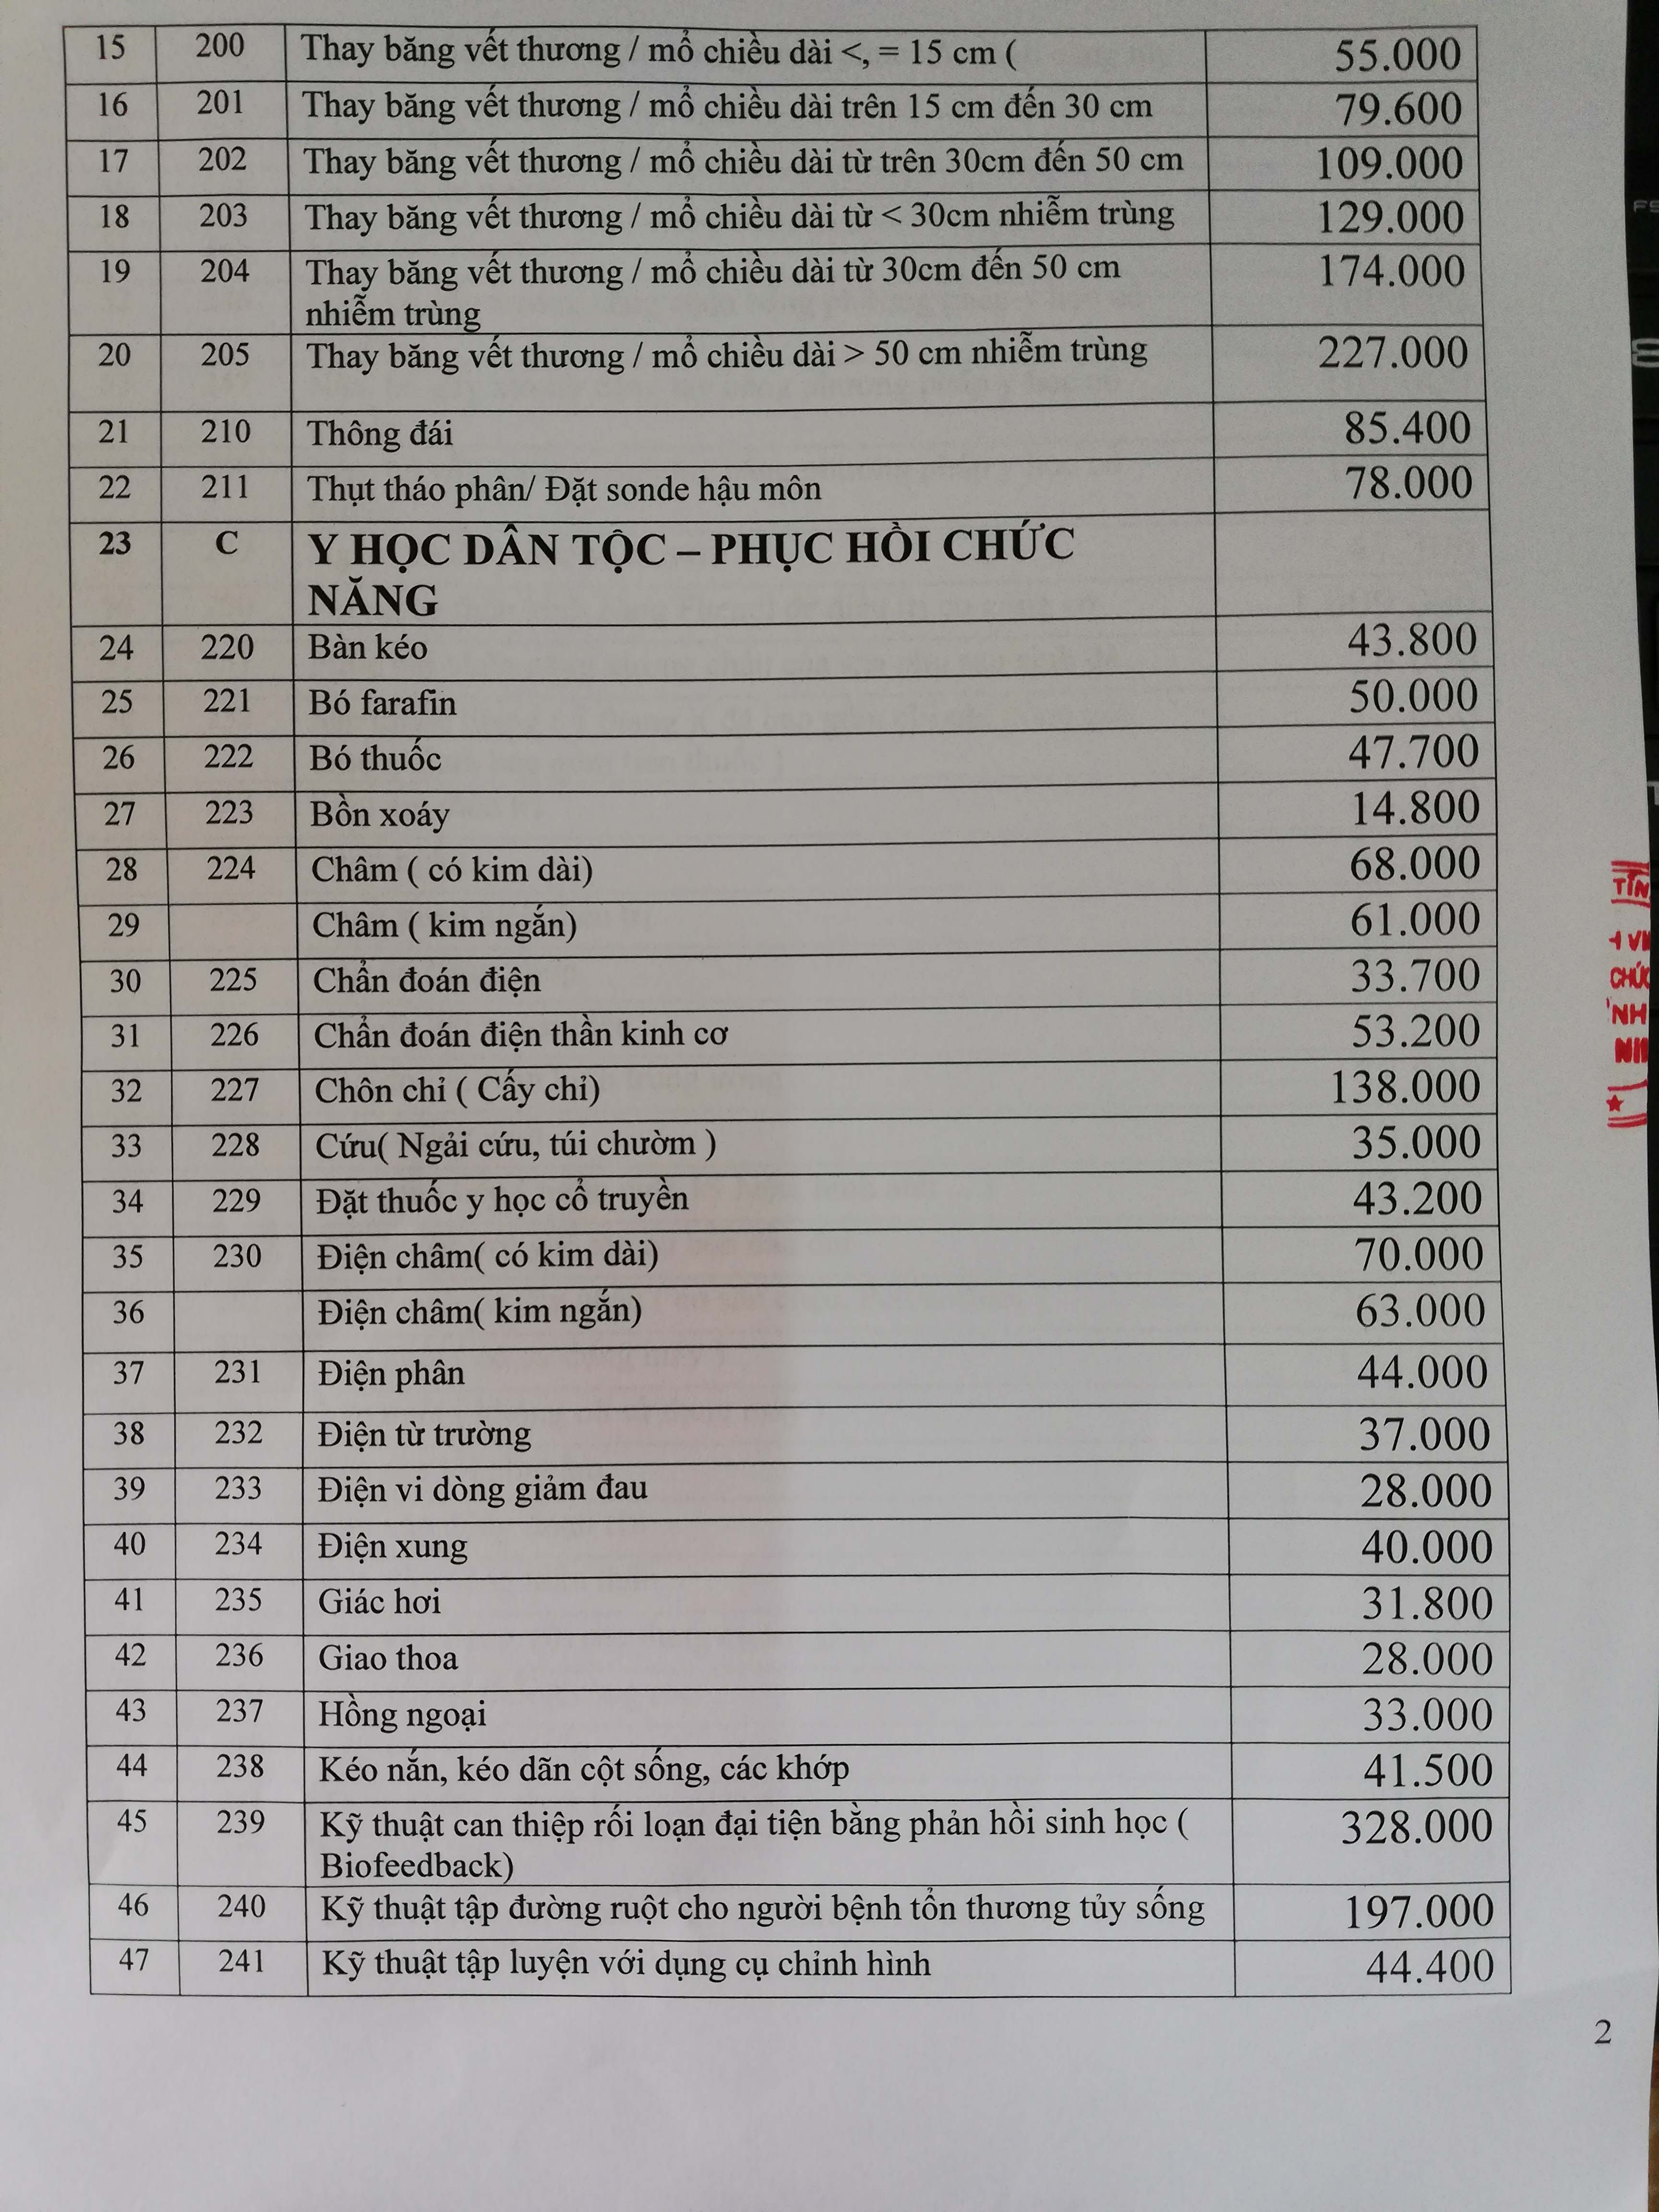 15 200 Thay băng vết thương / mổ chiều dài <, = 15 cm ( 55.000
16 201 Thay băng vết thương / mổ chiều dài trên 15 cm đến 30 cm 79.600
17 202 Thay băng vết thương / mổ chiều dài từ trên 30cm đến 50 cm 109.000
18 203 Thay băng vết thương / mổ chiều dài từ < 30cm nhiễm trùng 129.000
19 204 Thay băng vết thương / mổ chiều dài từ 30cm đến 50 cm 174.000
nhiễm trùng
20 205 Thay băng vết thương / mổ chiều dài > 50 cm nhiễm trùng 227.000
21 210 Thông đái 85.400
22 211 Thụt tháo phân/ Đặt sonde hậu môn 78.000
23 C Y HỌC DÂN TỘC – PHỤC HỒI CHỨC
NĂNG
24 220 Bàn kéo 43.800
25 221 Bó farafin 50.000
26 222 Bó thuốc 47.700
27 223 Bồn xoáy 14.800
28 224 Châm ( có kim dài) 68.000
29 Châm ( kim ngắn) 61.000
30 225 Chẩn đoán điện 33.700
31 226 Chẩn đoán điện thần kinh cơ 53.200
32 227 Chôn chỉ ( Cấy chỉ) 138.000
33 228 Cứu( Ngải cứu, túi chườm ) 35.000
34 229 Đặt thuốc y học cổ truyền 43.200
35 230 Điện châm( có kim dài) 70.000
36 Điện châm( kim ngắn) 63.000
37 231 Điện phân 44.000
38 232 Điện từ trường 37.000
39 233 Điện vi dòng giảm đau 28.000
40 234 Điện xung 40.000
41 235 Giác hơi 31.800
42 236 Giao thoa 28.000
43 237 Hồng ngoại 33.000
44 238 Kéo nắn, kéo dãn cột sống, các khớp 41.500
45 239 Kỹ thuật can thiệp rối loạn đại tiện bằng phản hồi sinh học ( 328.000
Biofeedback)
46 240 Kỹ thuật tập đường ruột cho người bệnh tổn thương tủy sống 197.000
47 241 Kỹ thuật tập luyện với dụng cụ chỉnh hình 44.400
2